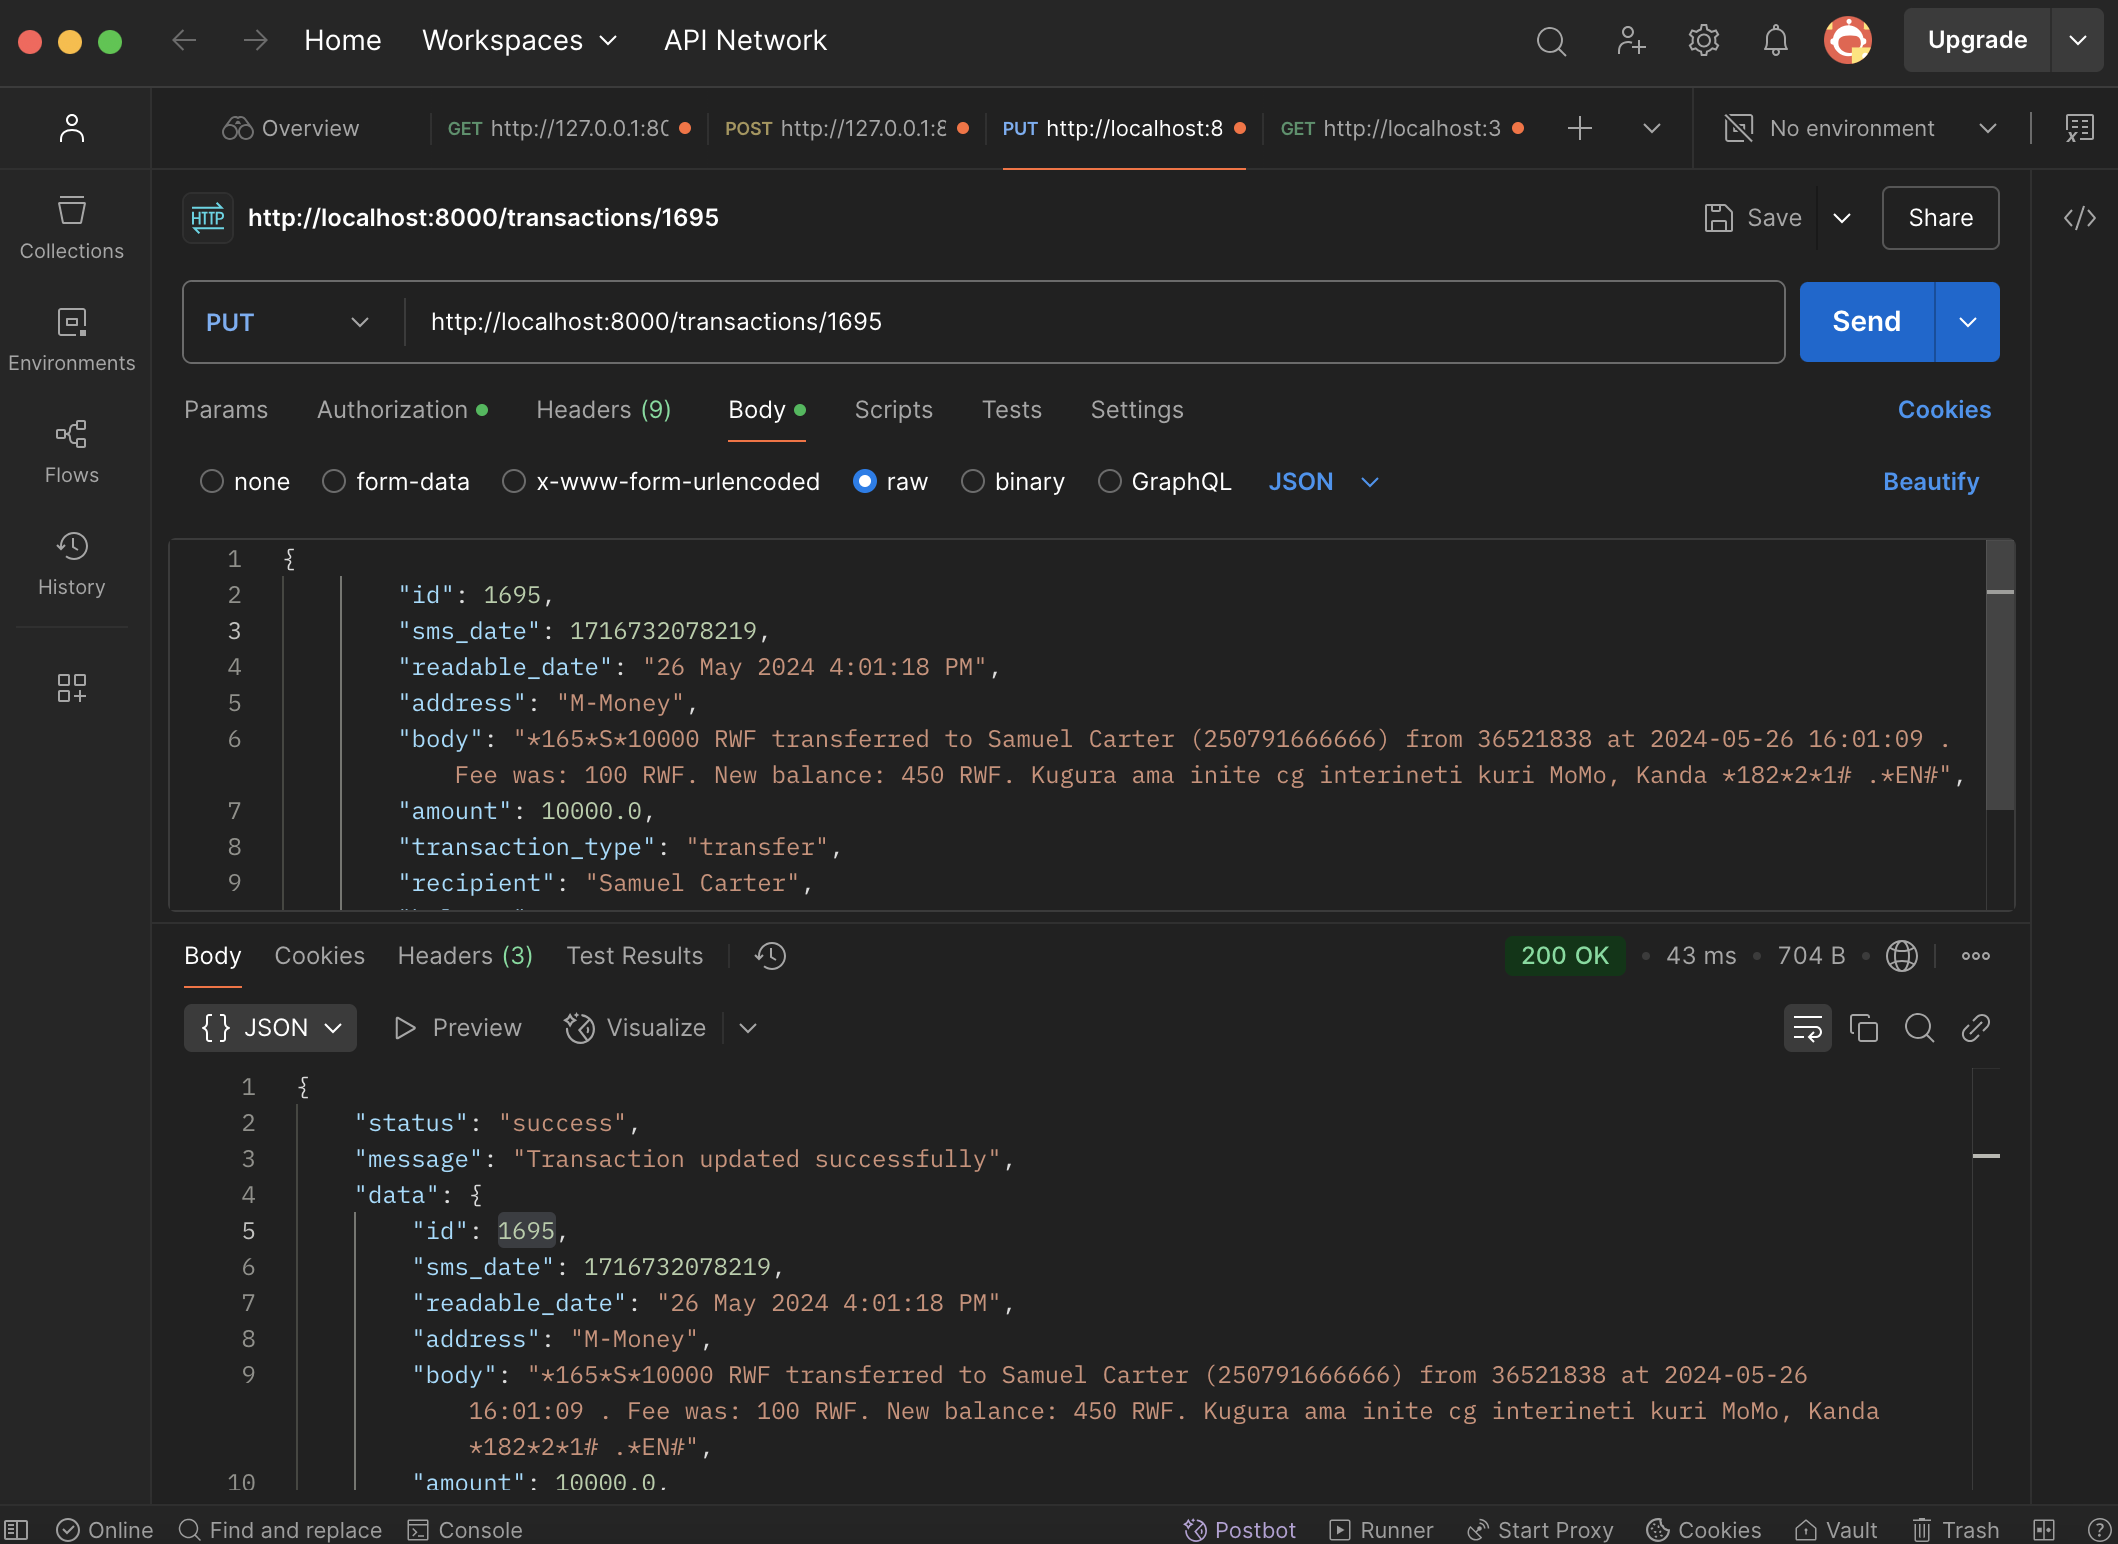 Home Workspaces API Network Upgrade
Overview GET http://127.0.0.1:80 POST http://127.0.0.1:8 PUT http://localhost:8 GET http://localhost:3 No environment
HTTP http://localhost:8000/transactions/1695 Save Share
Collections
Environments
Flows
History
PUT http://localhost:8000/transactions/1695 Send
Params Authorization Headers (9) Body Scripts Tests Settings Cookies
none form-data x-www-form-urlencoded raw binary GraphQL JSON Beautify
1 {
2 "id": 1695,
3 "sms_date": 1716732078219,
4 "readable_date": "26 May 2024 4:01:18 PM",
5 "address": "M-Money",
6 "body": "*165*S*10000 RWF transferred to Samuel Carter (250791666666) from 36521838 at 2024-05-26 16:01:09 .
Fee was: 100 RWF. New balance: 450 RWF. Kugura ama inite cg interineti kuri MoMo, Kanda *182*2*1# .*EN#",
7 "amount": 10000.0,
8 "transaction_type": "transfer",
9 "recipient": "Samuel Carter",
Body Cookies Headers (3) Test Results 200 OK 43 ms 704 B
{} JSON Preview Visualize
1 {
2 "status": "success",
3 "message": "Transaction updated successfully",
4 "data": {
5 "id": 1695,
6 "sms_date": 1716732078219,
7 "readable_date": "26 May 2024 4:01:18 PM",
8 "address": "M-Money",
9 "body": "*165*S*10000 RWF transferred to Samuel Carter (250791666666) from 36521838 at 2024-05-26
16:01:09 . Fee was: 100 RWF. New balance: 450 RWF. Kugura ama inite cg interineti kuri MoMo, Kanda
*182*2*1# .*EN#",
10 "amount": 10000.0,
Online Find and replace Console Postbot Runner Start Proxy Cookies Vault Trash